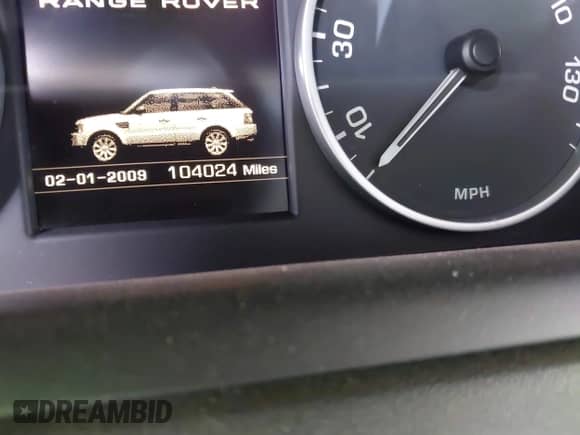 RANGE ROVER
02-01-2009 104024 Miles
10
30
130
MPH
DREAMBID